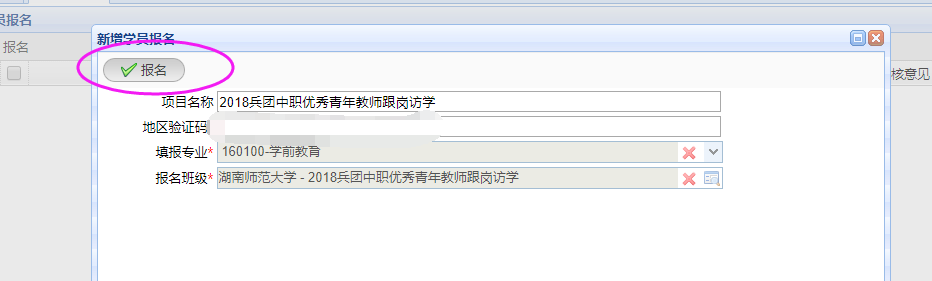 员报名
新增学员报名
报名
报名
核意见
项目名称 2018兵团中职优秀青年教师跟岗访学
地区验证码
填报专业* 160100-学前教育
报名班级* 湖南师范大学 - 2018兵团中职优秀青年教师跟岗访学